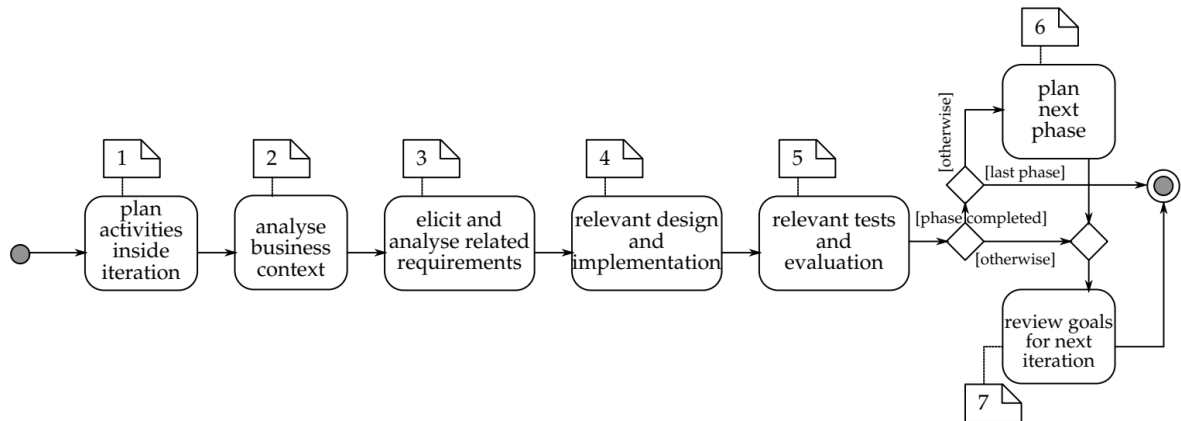 1
plan
activities
inside
iteration
2
analyse
business
context
3
elicit and
analyse related
requirements
4
relevant design
and
implementation
5
relevant tests
and
evaluation
[phase completed]
[otherwise]
[otherwise]
[last phase]
6
plan
next
phase
review goals
for next
iteration
7